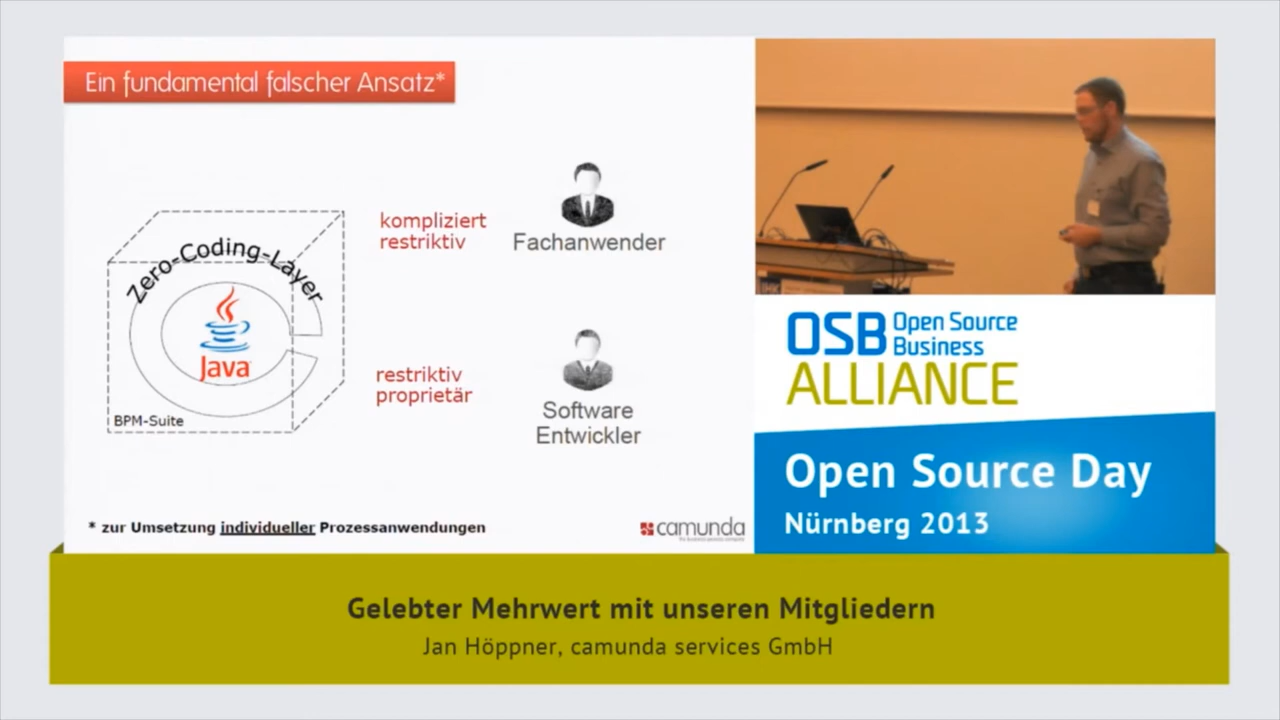 Ein fundamental falscher Ansatz*
kompliziert
restriktiv
Fachanwender
Zero-Coding-Layer
Java
BPM-Suite
restriktiv
proprietär
Software
Entwickler
* zur Umsetzung individueller Prozessanwendungen
camunda
OSB Open Source
Business
ALLIANCE
Open Source Day
Nürnberg 2013
Gelebter Mehrwert mit unseren Mitgliedern
Jan Höppner, camunda services GmbH